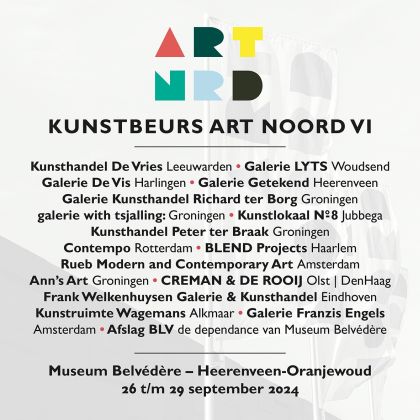 ART
NRD
KUNSTBEURS ART NOORD VI
Kunsthandel De Vries Leeuwarden • Galerie LYTS Woudsend
Galerie De Vis Harlingen • Galerie Getekend Heerenveen
Galerie Kunsthandel Richard ter Borg Groningen
galerie with tsjalling: Groningen • Kunstlokaal №8 Jubbega
Kunsthandel Peter ter Braak Groningen
Contempo Rotterdam • BLEND Projects Haarlem
Rueb Modern and Contemporary Art Amsterdam
Ann's Art Groningen • CREMAN & DE ROOIJ Olst | DenHaag
Frank Welkenhuysen Galerie & Kunsthandel Eindhoven
Kunstruimte Wagemans Alkmaar • Galerie Franzis Engels
Amsterdam • Afslag BLV de dependance van Museum Belvédère
Museum Belvédère – Heerenveen-Oranjewoud
26 t/m 29 september 2024